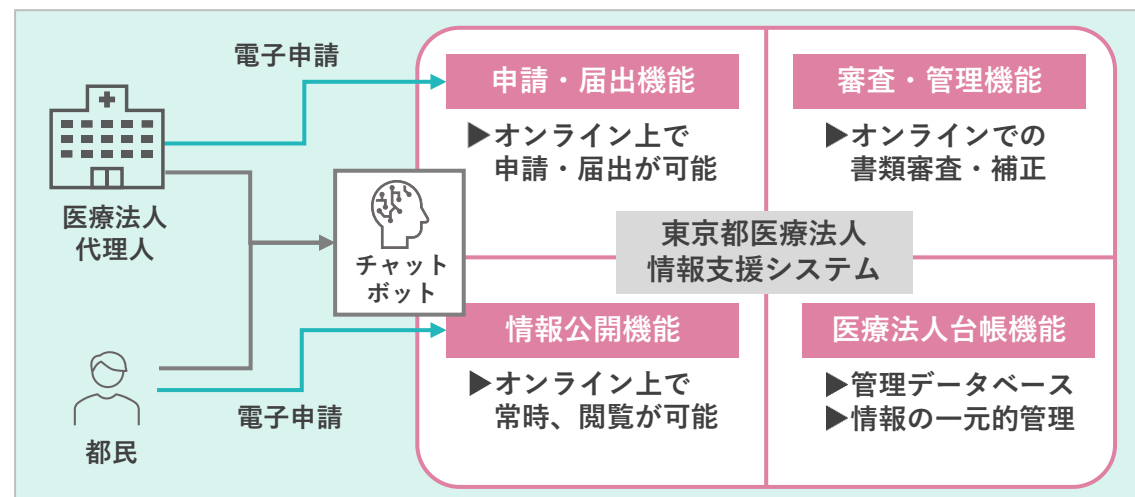 電子申請
医療法人
代理人
都民
電子申請
チャット
ボット
申請・届出機能
▶オンライン上で
申請・届出が可能
審査・管理機能
▶オンラインでの
書類審査・補正
東京都医療法人
情報支援システム
情報公開機能
▶オンライン上で
常時、閲覧が可能
医療法人台帳機能
▶管理データベース
▶情報の一元的管理